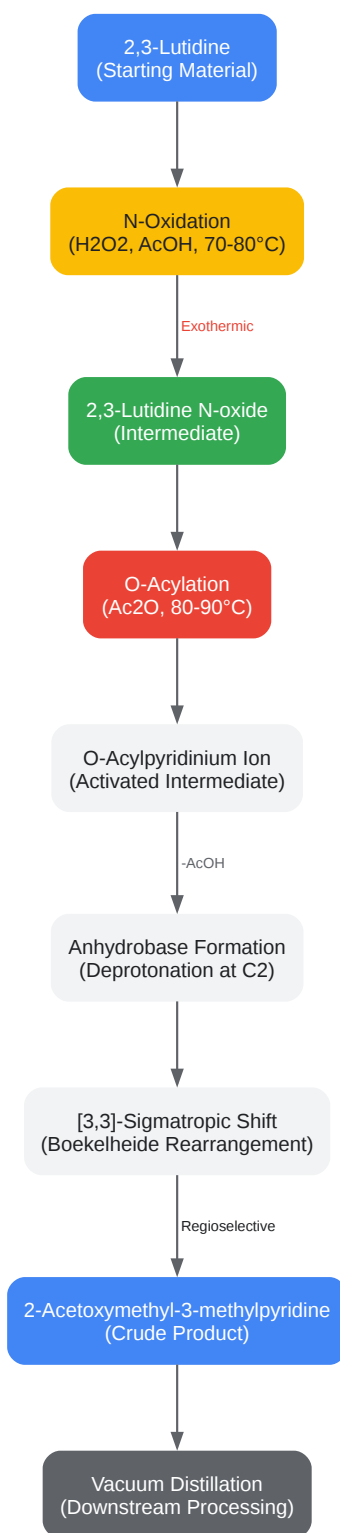 2,3-Lutidine
(Starting Material)
N-Oxidation
(H2O2, AcOH, 70-80°C)
Exothermic
2,3-Lutidine N-oxide
(Intermediate)
O-Acylation
(Ac2O, 80-90°C)
O-Acylpyridinium Ion
(Activated Intermediate)
-AcOH
Anhydrobase Formation
(Deprotonation at C2)
[3,3]-Sigmatropic Shift
(Boekelheide Rearrangement)
Regioselective
2-Acetoxymethyl-3-methylpyridine
(Crude Product)
Vacuum Distillation
(Downstream Processing)